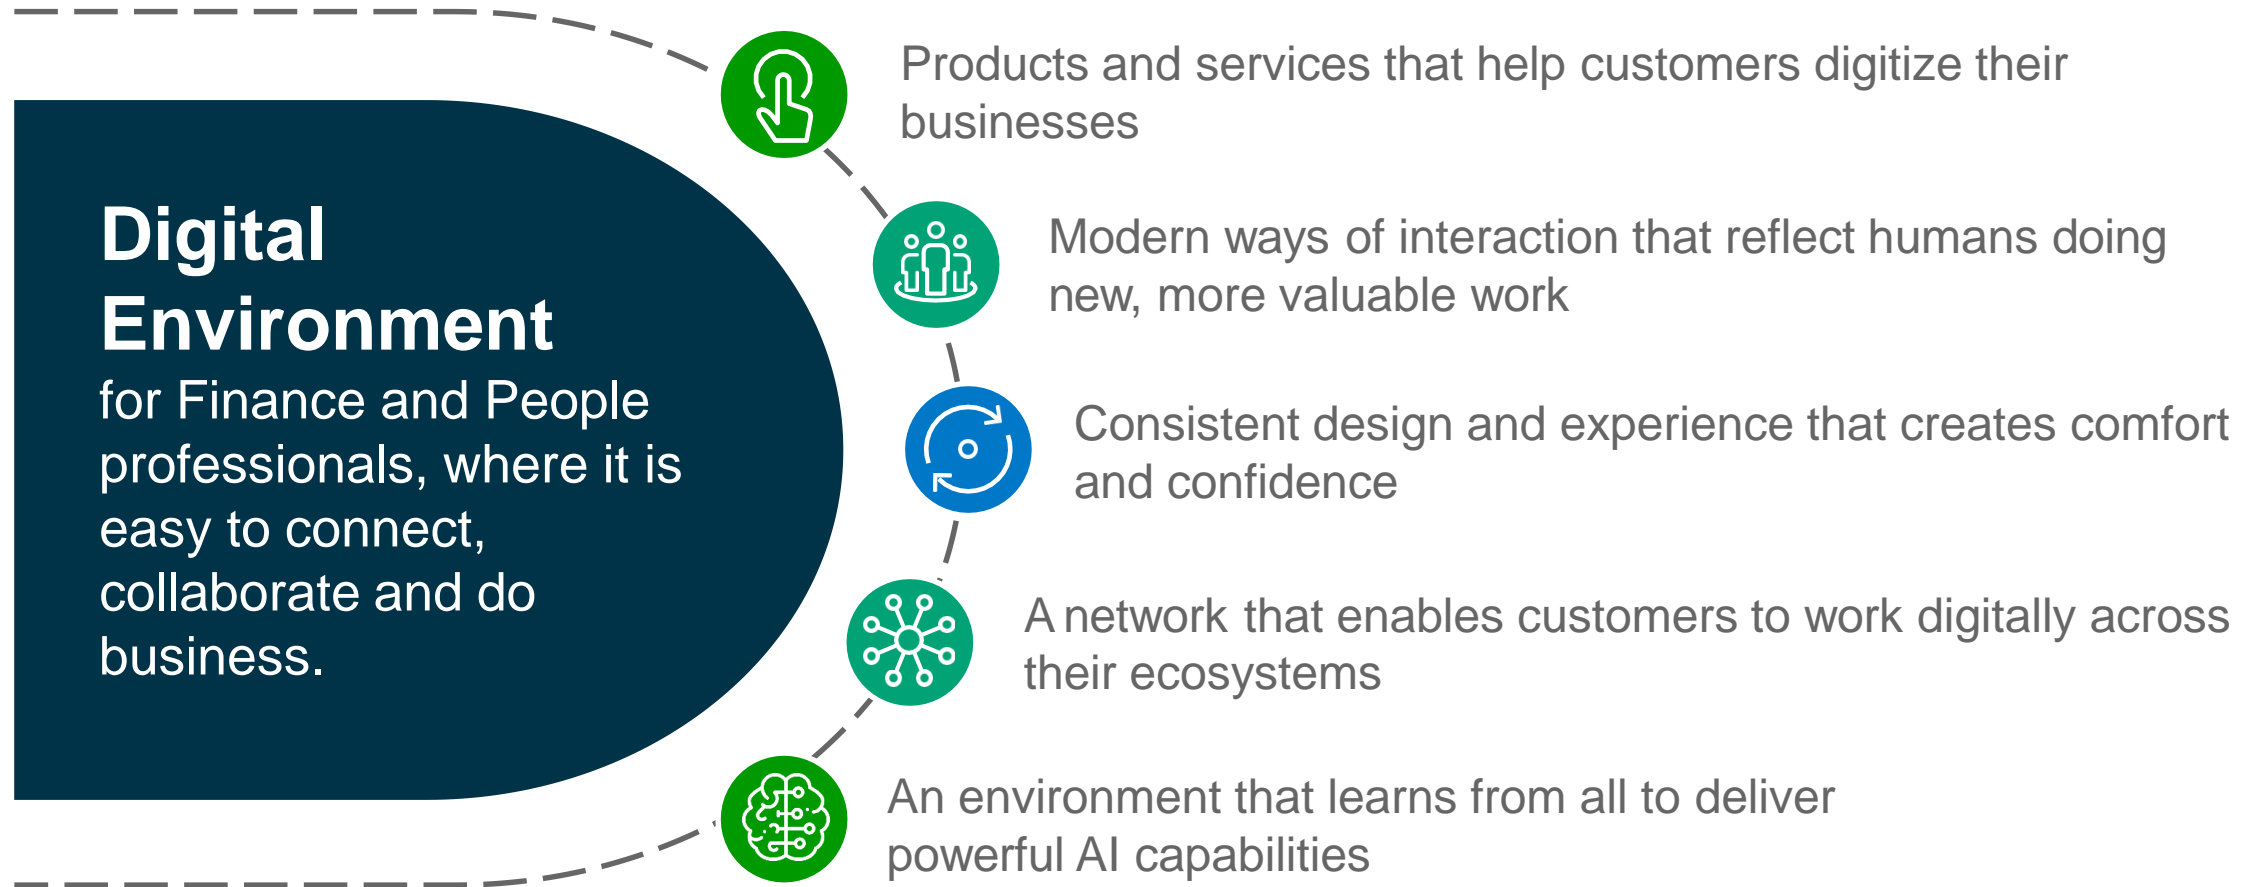 Digital
Environment
for Finance and People
professionals, where it is
easy to connect,
collaborate and do
business.
Products and services that help customers digitize their
businesses
Modern ways of interaction that reflect humans doing
new, more valuable work
Consistent design and experience that creates comfort
and confidence
A network that enables customers to work digitally across
their ecosystems
An environment that learns from all to deliver
powerful AI capabilities